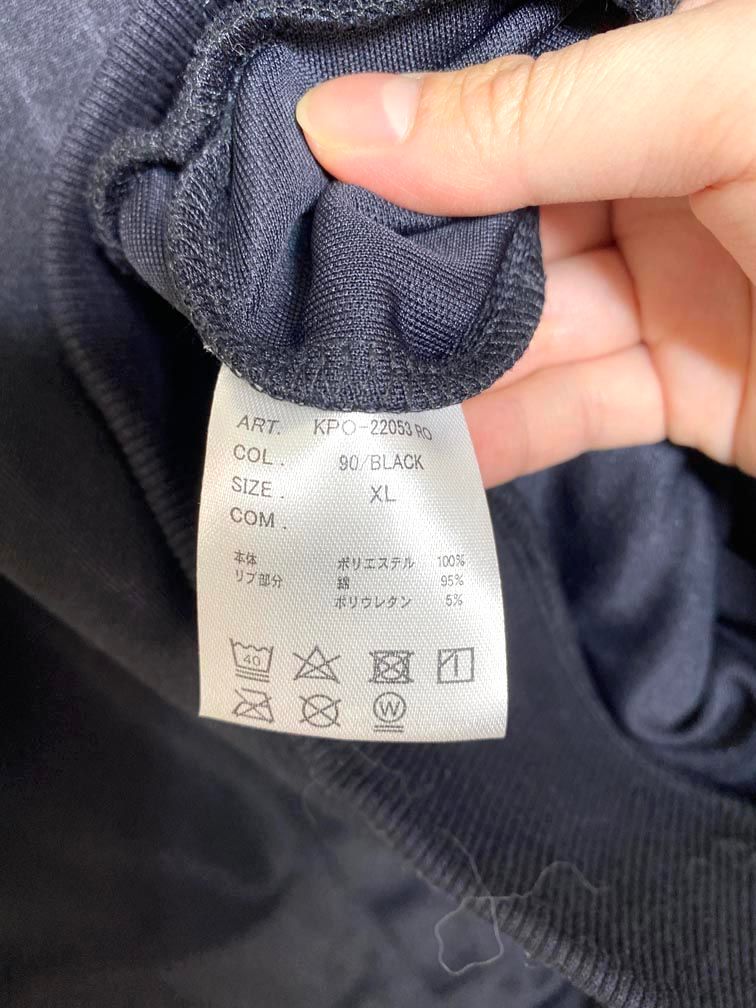 ART. KPO-22053 RO
COL. 90/BLACK
SIZE. XL
COM.
本体 ポリエステル 100%
リブ部分 綿 95%
ポリウレタン 5%
40
W